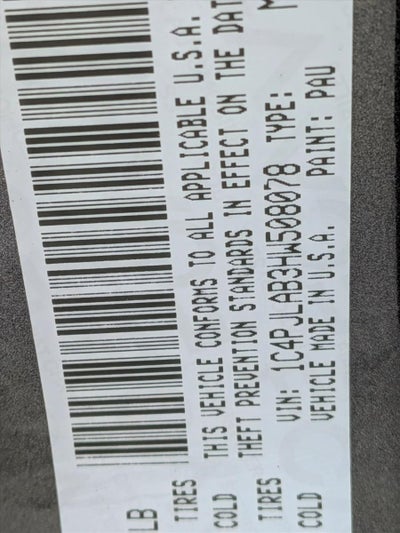 LB
TIRES
COLD
TIRES
COLD
THIS VEHICLE CONFORMS TO ALL APPLICABLE U.S.A.
THEFT PREVENTION STANDARDS IN EFFECT ON THE DAT
VIN: 1C4PJLAB3HW508078 TYPE: M
VEHICLE MADE IN U.S.A. PAINT: PAU